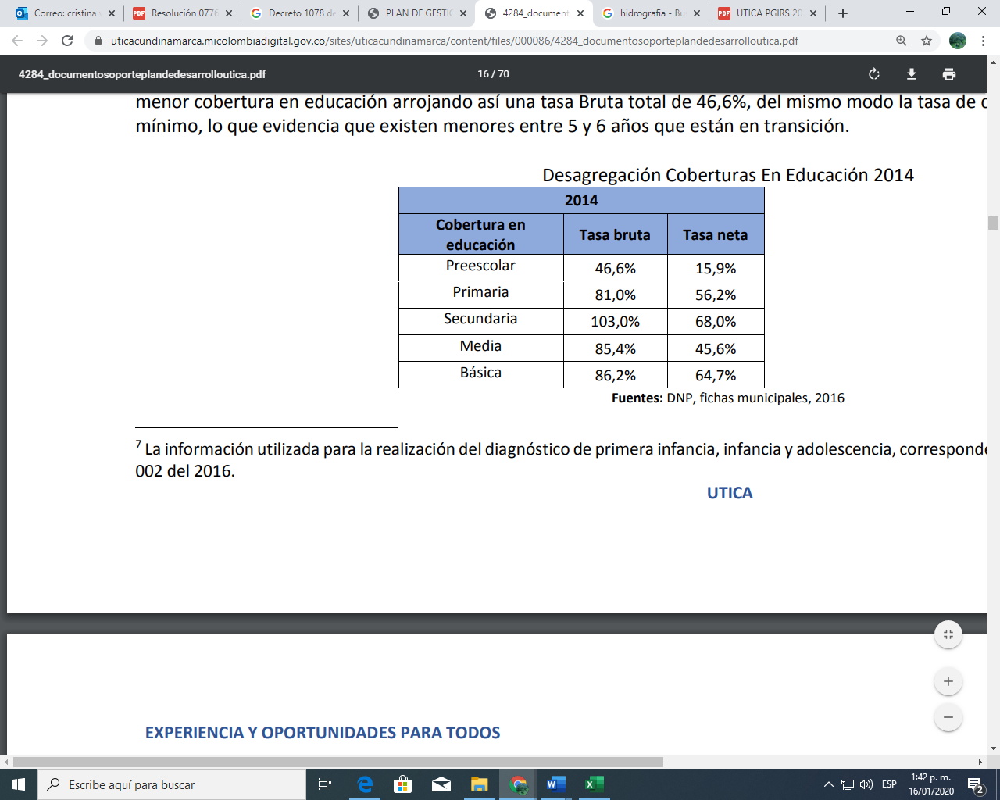 Correo: cristina
Resolución 0776
Decreto 1078 de
PLAN DE GESTIC
4284_document
hidrografia - Bu
UTICA PGIRS 20
uticacundinamarca.micolombiadigital.gov.co/sites/uticacundinamarca/content/files/000086/4284_documentosoporteplandedesarrolloutica.pdf
4284_documentosoporteplandedesarrolloutica.pdf
16 / 70
menor cobertura en educación arrojando así una tasa Bruta total de 46,6%, del mismo modo la tasa de
mínimo, lo que evidencia que existen menores entre 5 y 6 años que están en transición.
Desagregación Coberturas En Educación 2014
2014
Cobertura en educación Tasa bruta Tasa neta
Preescolar 46,6% 15,9%
Primaria 81,0% 56,2%
Secundaria 103,0% 68,0%
Media 85,4% 45,6%
Básica 86,2% 64,7%
Fuentes: DNP, fichas municipales, 2016
7 La información utilizada para la realización del diagnóstico de primera infancia, infancia y adolescencia, corresponde
002 del 2016.
UTICA
EXPERIENCIA Y OPORTUNIDADES PARA TODOS
Escribe aquí para buscar
ESP
1:42 p. m.
16/01/2020
2